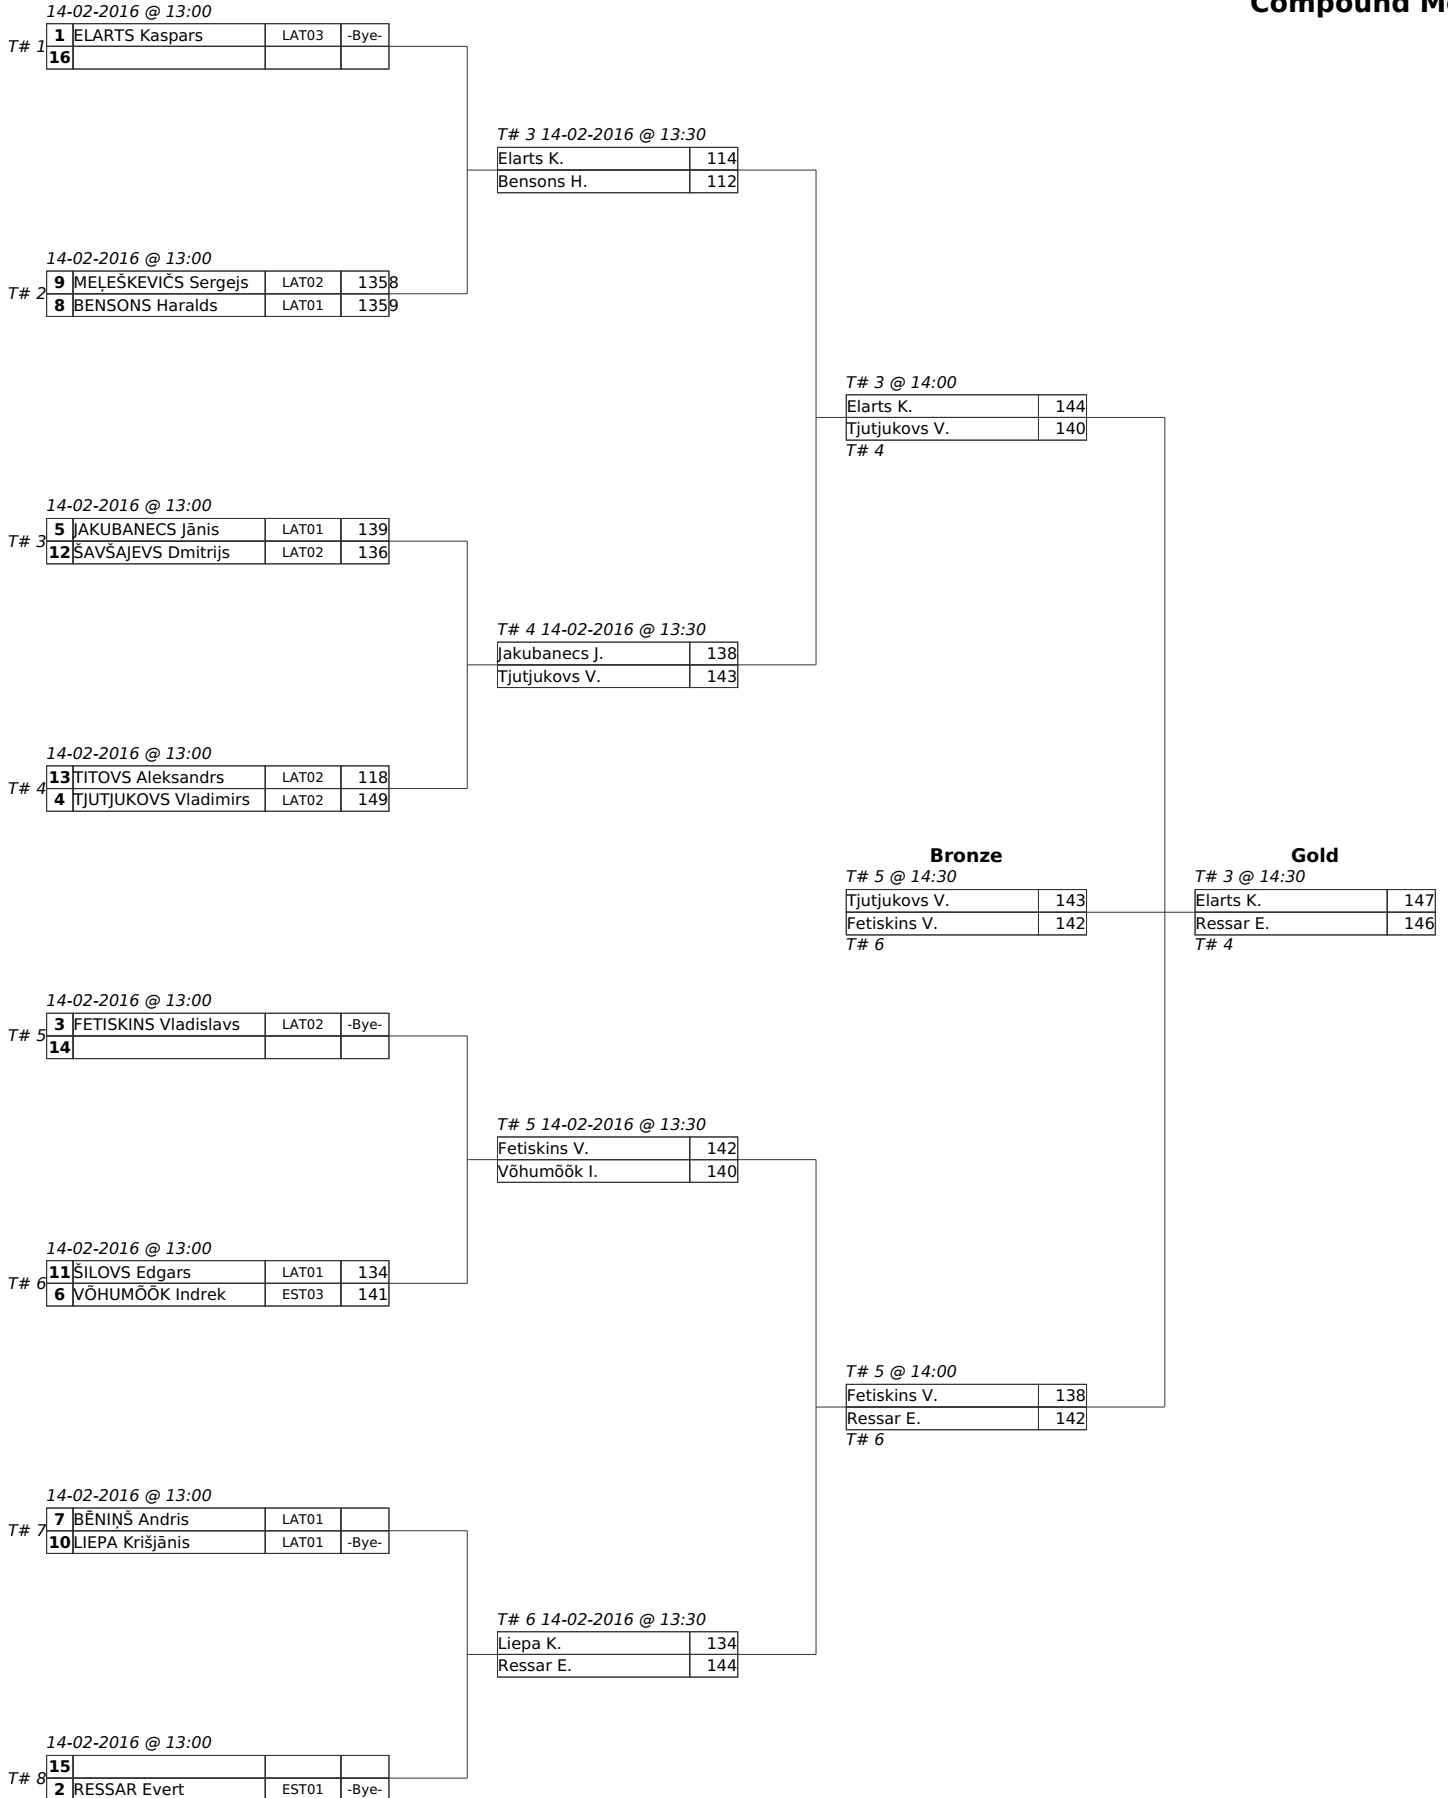 Compound M
14-02-2016 @ 13:00
T# 1
1 ELARTS Kaspars LAT03 -Bye-
16
T# 3 14-02-2016 @ 13:30
Elarts K. 114
Bensons H. 112
14-02-2016 @ 13:00
T# 2
9 MEĻEŠKEVIČS Sergejs LAT02 1358
8 BENSONS Haralds LAT01 1359
T# 3 @ 14:00
Elarts K. 144
Tjutjukovs V. 140
T# 4
14-02-2016 @ 13:00
T# 3
5 JAKUBANECS Jānis LAT01 139
12 ŠAVŠAJEVS Dmitrijs LAT02 136
T# 4 14-02-2016 @ 13:30
Jakubanecs J. 138
Tjutjukovs V. 143
14-02-2016 @ 13:00
T# 4
13 TITOVS Aleksandrs LAT02 118
4 TJUTJUKOVS Vladimirs LAT02 149
Bronze
T# 5 @ 14:30
Tjutjukovs V. 143
Fetiskins V. 142
T# 6
Gold
T# 3 @ 14:30
Elarts K. 147
Ressar E. 146
T# 4
14-02-2016 @ 13:00
T# 5
3 FETISKINS Vladislavs LAT02 -Bye-
14
T# 5 14-02-2016 @ 13:30
Fetiskins V. 142
Võhumõõk I. 140
14-02-2016 @ 13:00
T# 6
11 ŠILOVS Edgars LAT01 134
6 VÕHUMÕÕK Indrek EST03 141
T# 5 @ 14:00
Fetiskins V. 138
Ressar E. 142
T# 6
14-02-2016 @ 13:00
T# 7
7 BĒNIŅŠ Andris LAT01
10 LIEPA Krišjānis LAT01 -Bye-
T# 6 14-02-2016 @ 13:30
Liepa K. 134
Ressar E. 144
14-02-2016 @ 13:00
T# 8
15
2 RESSAR Evert EST01 -Bye-